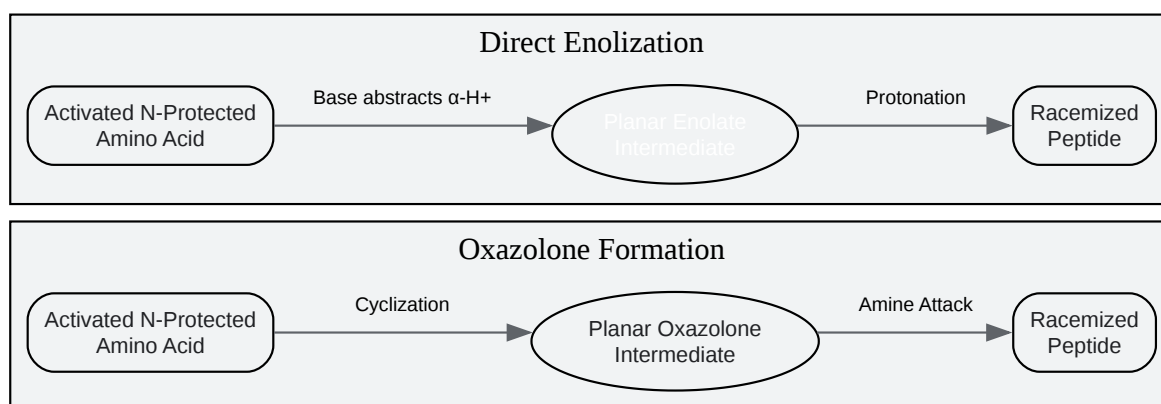 Direct Enolization
Activated N-Protected
Amino Acid
Base abstracts α-H+
Planar Enolate
Intermediate
Protonation
Racemized
Peptide
Oxazolone Formation
Activated N-Protected
Amino Acid
Cyclization
Planar Oxazolone
Intermediate
Amine Attack
Racemized
Peptide